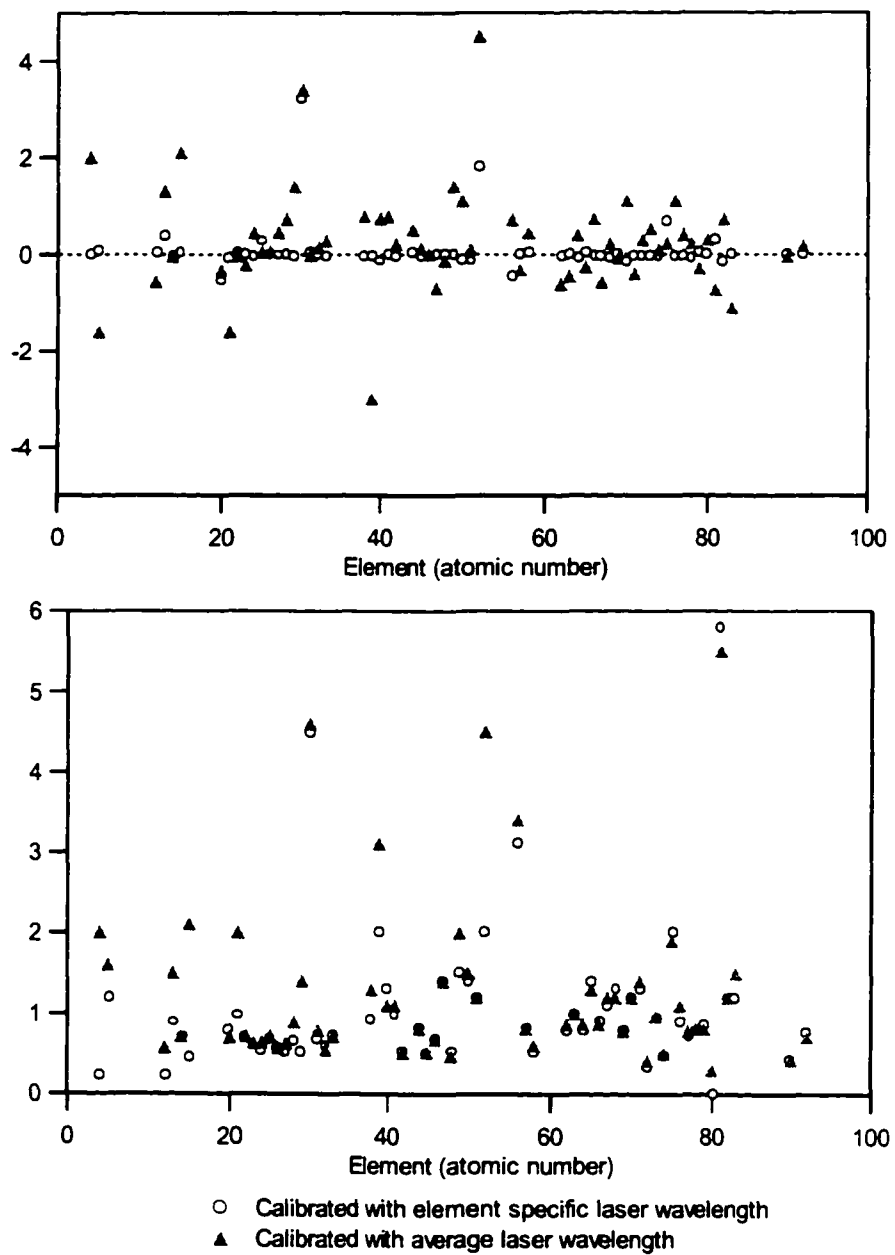 4
2
0
-2
-4
0 20 40 60 80 100
Element (atomic number)
6
5
4
3
2
1
0
0 20 40 60 80 100
Element (atomic number)
Calibrated with element specific laser wavelength
Calibrated with average laser wavelength